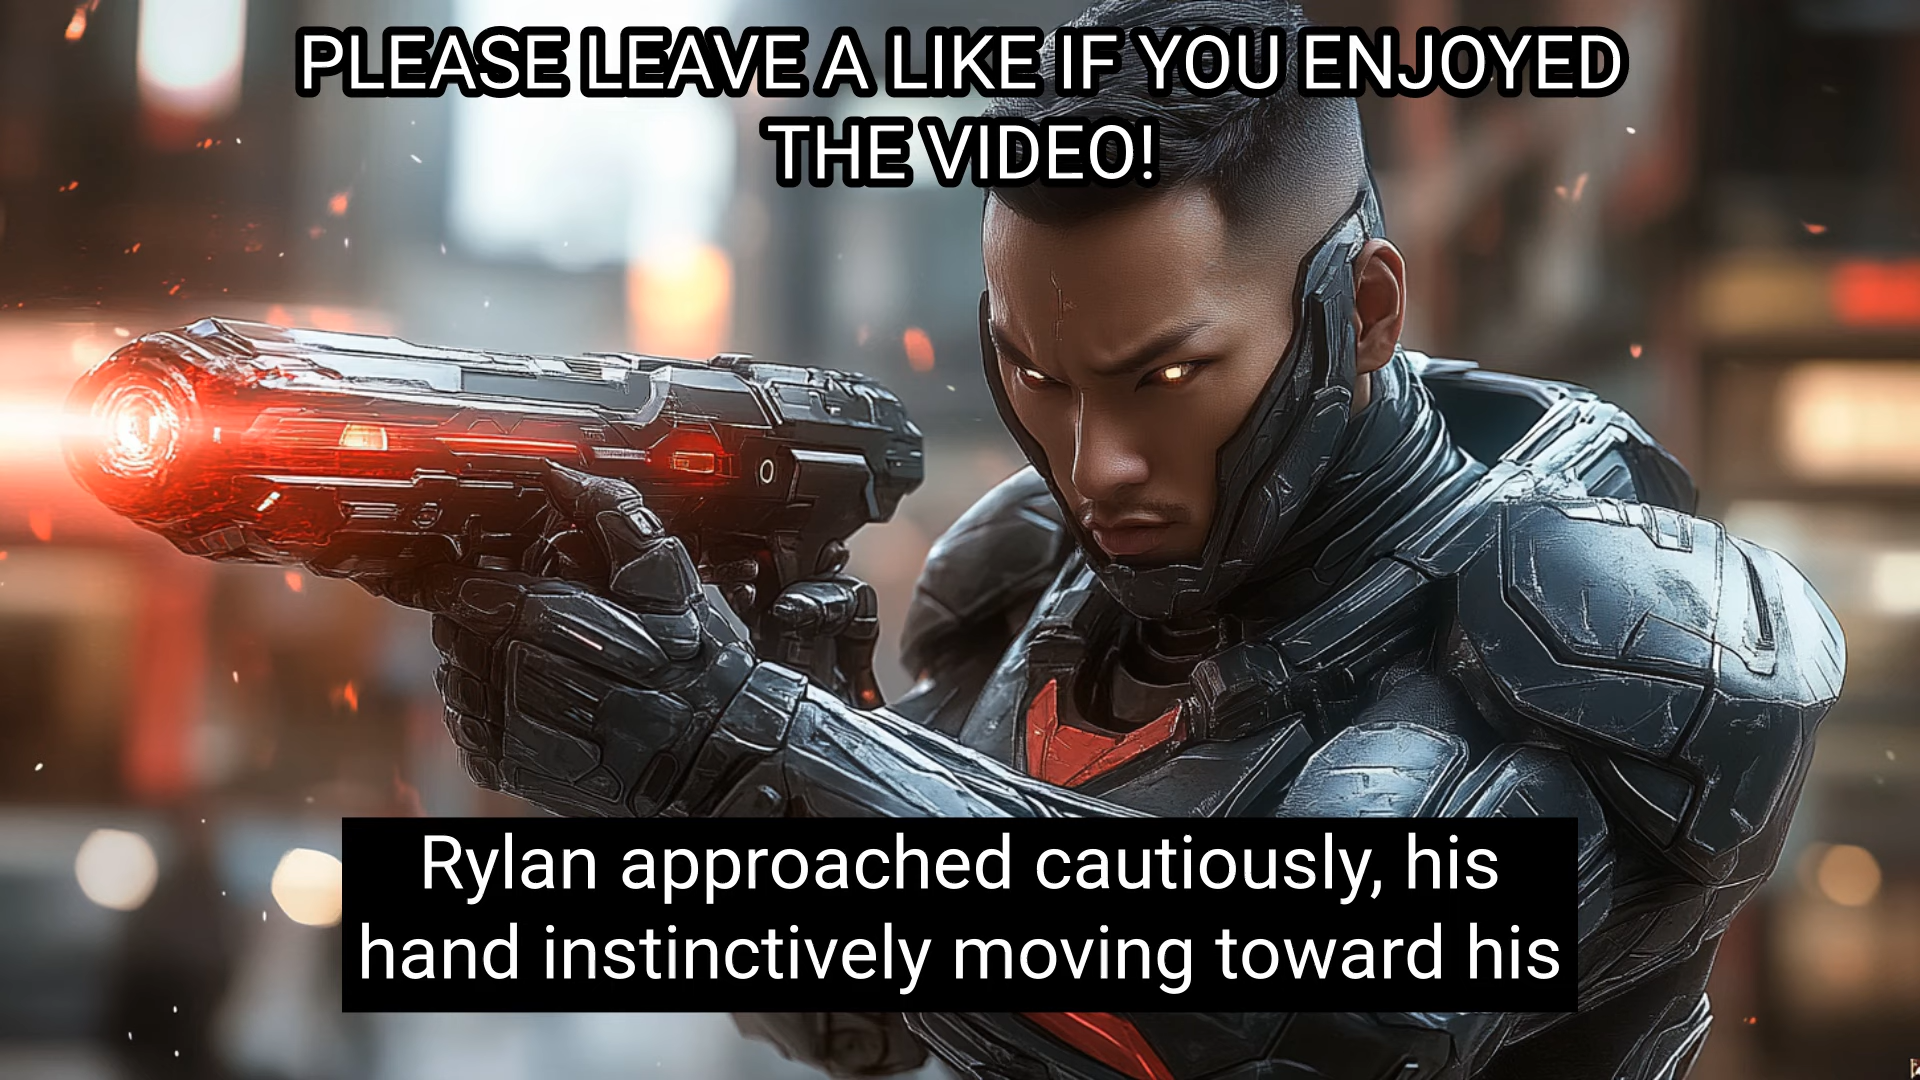 PLEASE LEAVE A LIKE IF YOU ENJOYED
THE VIDEO!
Rylan approached cautiously, his
hand instinctively moving toward his